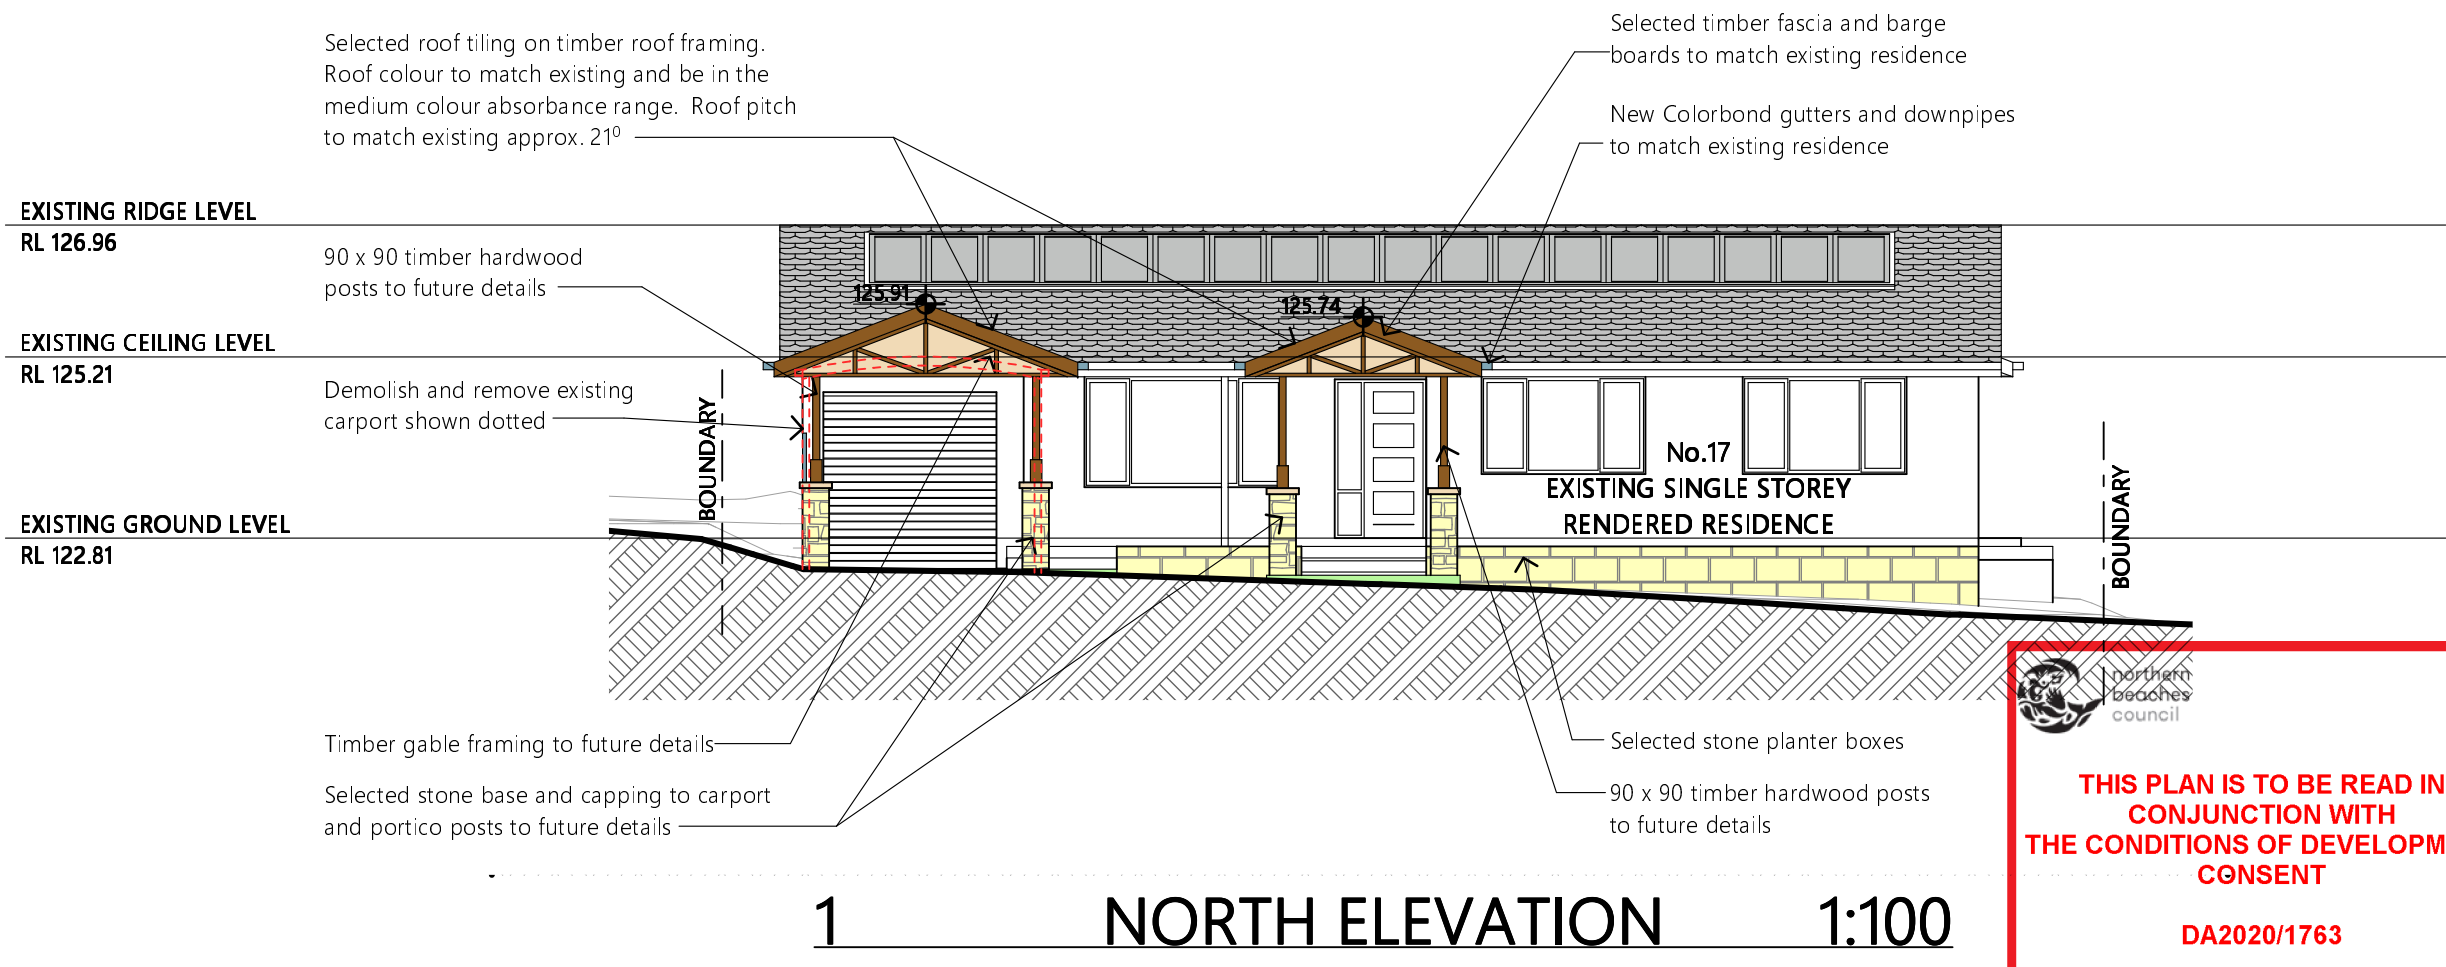 Selected roof tiling on timber roof framing.
Roof colour to match existing and be in the
medium colour absorbance range.  Roof pitch
to match existing approx. 21⁰
Selected timber fascia and barge
boards to match existing residence
New Colorbond gutters and downpipes
to match existing residence
EXISTING RIDGE LEVEL
RL 126.96
90 x 90 timber hardwood
posts to future details
125.91
125.74
EXISTING CEILING LEVEL
RL 125.21
Demolish and remove existing
carport shown dotted
BOUNDARY
No.17
EXISTING SINGLE STOREY
RENDERED RESIDENCE
BOUNDARY
EXISTING GROUND LEVEL
RL 122.81
Timber gable framing to future details
Selected stone base and capping to carport
and portico posts to future details
Selected stone planter boxes
90 x 90 timber hardwood posts
to future details
northern
beaches
council
THIS PLAN IS TO BE READ IN
CONJUNCTION WITH
THE CONDITIONS OF DEVELOPM
CONSENT
DA2020/1763
1 NORTH ELEVATION 1:100